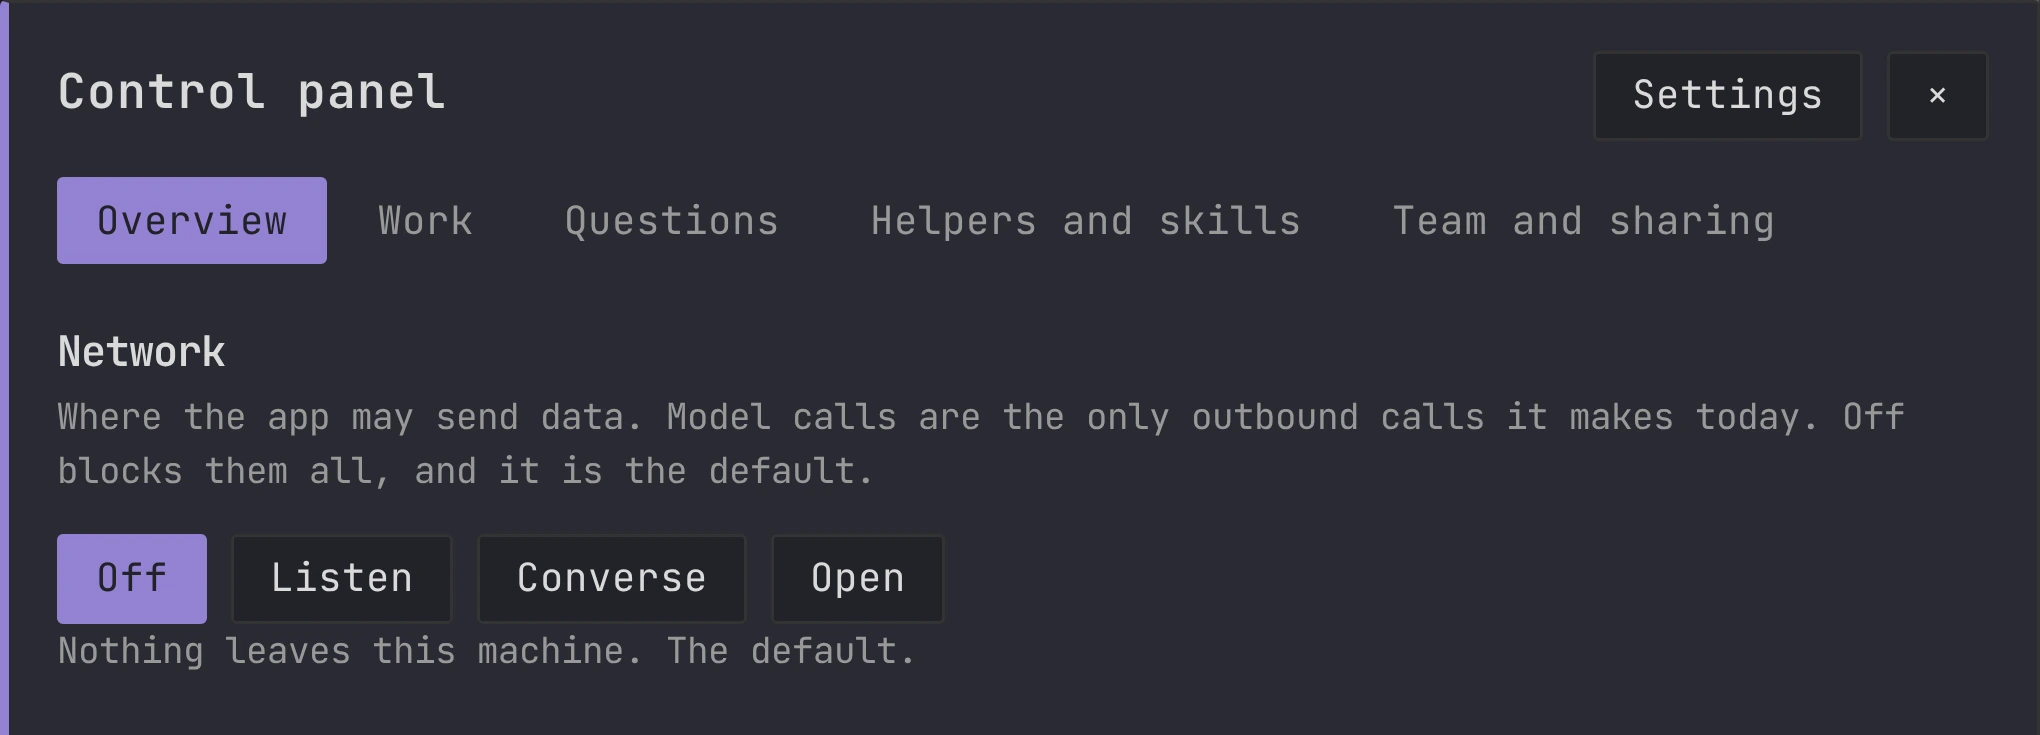 Control panel
Settings
×
Overview
Work
Questions
Helpers and skills
Team and sharing
Network
Where the app may send data. Model calls are the only outbound calls it makes today. Off
blocks them all, and it is the default.
Off
Listen
Converse
Open
Nothing leaves this machine. The default.